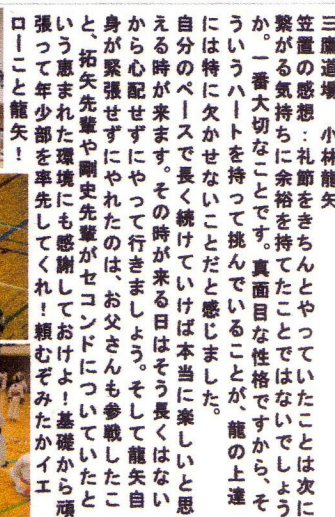 三鷹道場　小林龍矢
笠置の感想：礼節をきちんとやっていたことは次に
繋がる気持ちに余裕を持てたことではないでしょう
か。一番大切なことです。真面目な性格ですから、そ
ういうハートを持って挑んでいることが、龍の上達
には特に欠かせないことだと感じました。
自分のペースで長く続けていけば本当に楽しいと思
える時が来ます。その時が来る日はそう長くはない
から心配せずにやって行きましょう。そして龍矢自
身が緊張せずにやれたのは、お父さんも参戦したこ
と、拓矢先輩や剛史先輩がセコンドについていたと
いう恵まれた環境にも感謝しておけよ！基礎から頑
張って年少部を率先してくれ！頼むぞみたかイエ
ローこと龍矢！